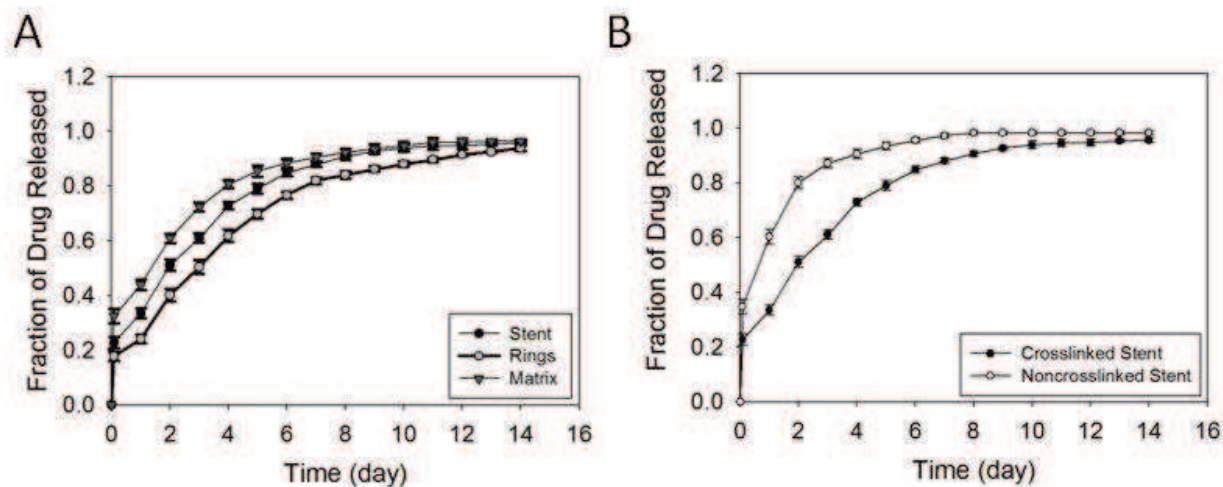 A
Fraction of Drug Released
1.2
1.0
0.8
0.6
0.4
0.2
0.0
0 2 4 6 8 10 12 14 16
Time (day)
Stent
Rings
Matrix
B
Fraction of Drug Released
1.2
1.0
0.8
0.6
0.4
0.2
0.0
0 2 4 6 8 10 12 14 16
Time (day)
Crosslinked Stent
Noncrosslinked Stent